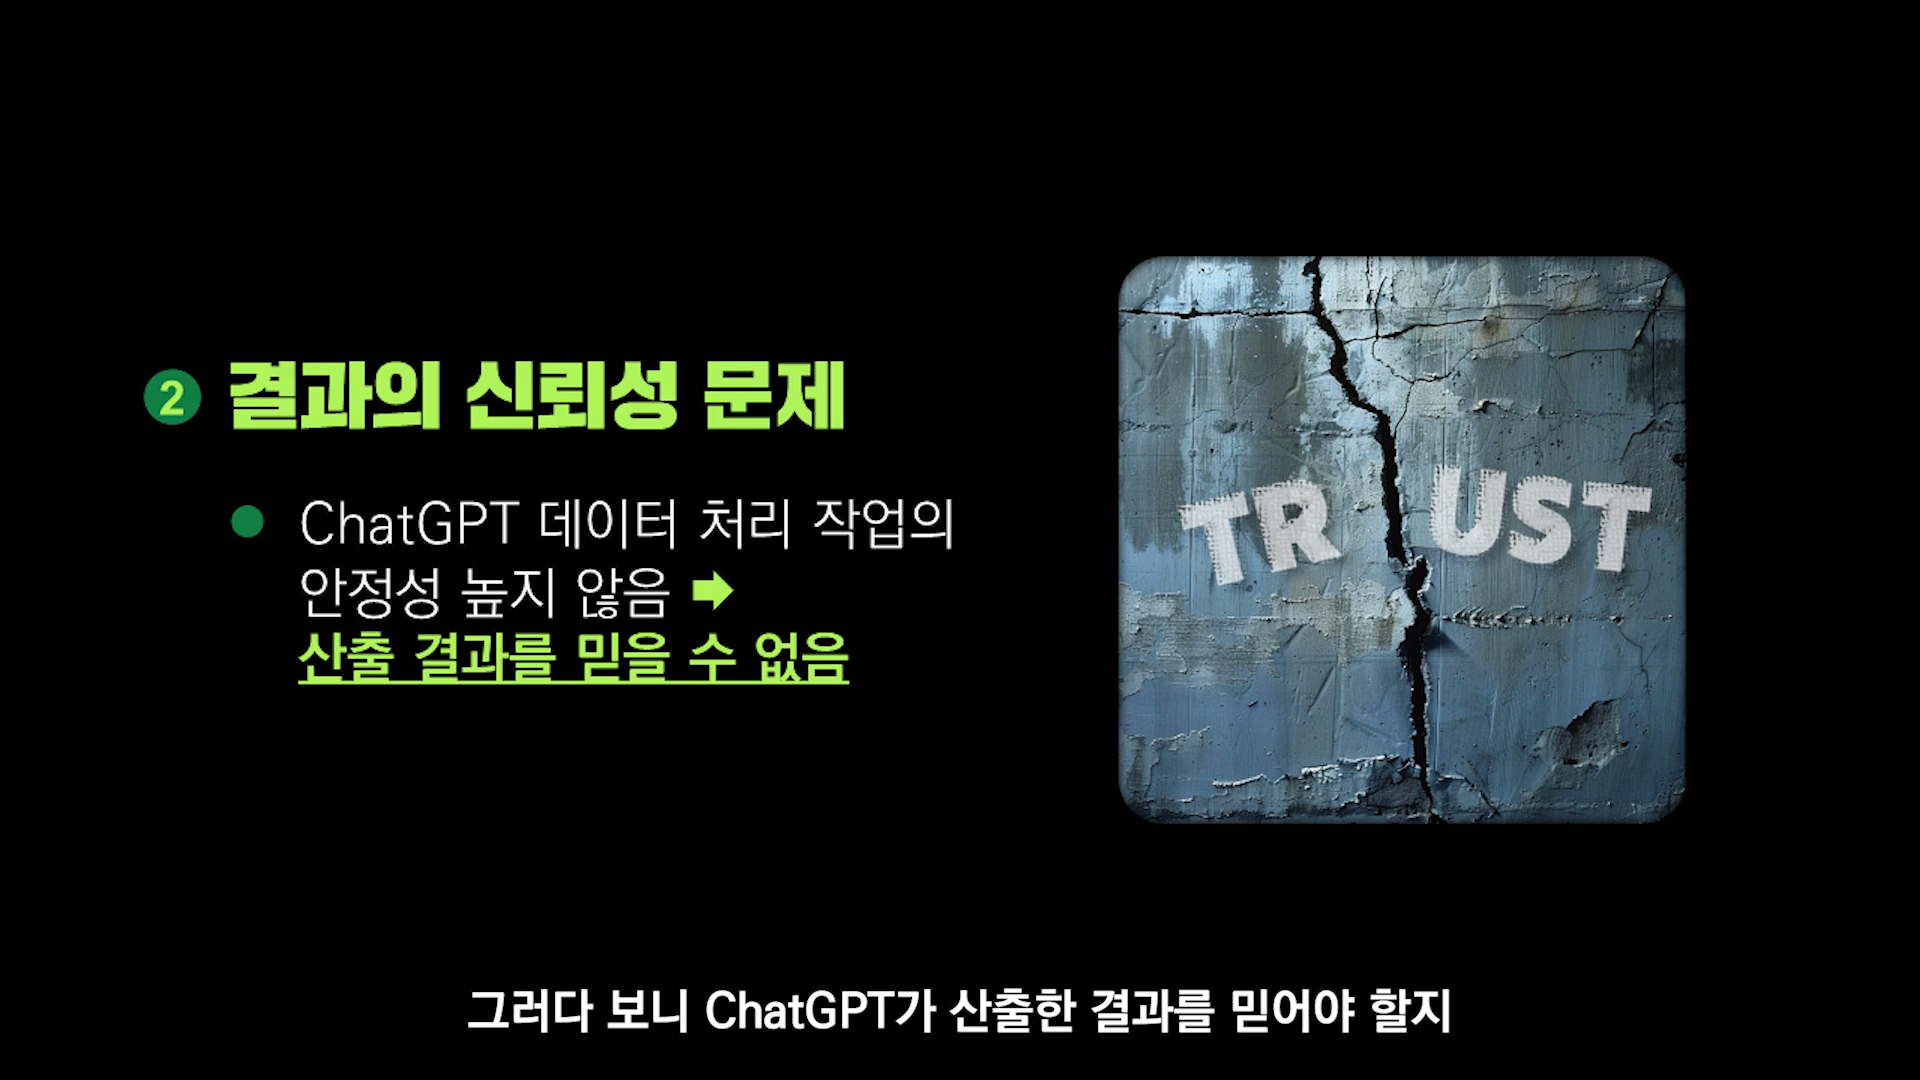 2 결과의 신뢰성 문제
ChatGPT 데이터 처리 작업의
안정성 높지 않음 ➡
산출 결과를 믿을 수 없음
TR UST
그러다 보니 ChatGPT가 산출한 결과를 믿어야 할지